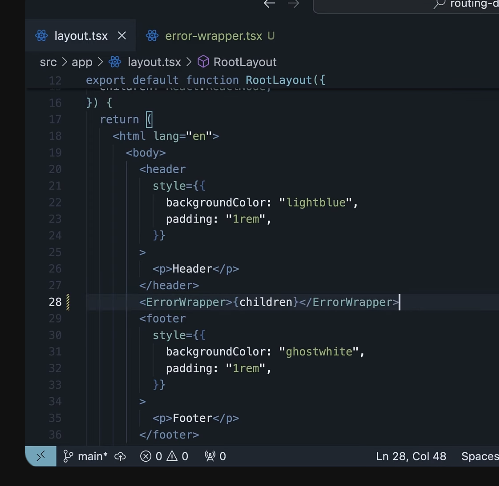 routing-d
layout.tsx × error-wrapper.tsx U
src > app > layout.tsx > RootLayout
12 export default function RootLayout({
16 }) {
17 return (
18 <html lang="en">
19 <body>
20 <header
21 style={{
22 backgroundColor: "lightblue",
23 padding: "1rem",
24 }}
25 >
26 <p>Header</p>
27 </header>
28 <ErrorWrapper>{children}</ErrorWrapper>
29 <footer
30 style={{
31 backgroundColor: "ghostwhite",
32 padding: "1rem",
33 }}
34 >
35 <p>Footer</p>
36 </footer>
main* 0 0 0 Ln 28, Col 48 Spaces